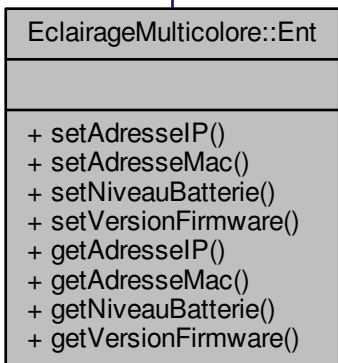 EclairageMulticolore::Ent
+ setAdresseIP()
+ setAdresseMac()
+ setNiveauBatterie()
+ setVersionFirmware()
+ getAdresseIP()
+ getAdresseMac()
+ getNiveauBatterie()
+ getVersionFirmware()